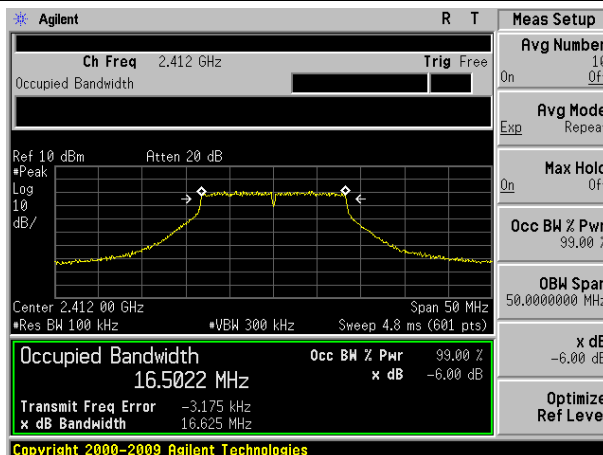 Agilent R T Meas Setup
Ch Freq 2.412 GHz Trig Free
Occupied Bandwidth
Ref 10 dBm Atten 20 dB
#Peak
Log
10
dB/
Center 2.412 00 GHz Span 50 MHz
#Res BW 100 kHz #VBW 300 kHz Sweep 4.8 ms (601 pts)
Occupied Bandwidth Occ BW % Pwr 99.00 %
16.5022 MHz x dB -6.00 dB
Transmit Freq Error -3.175 kHz
x dB Bandwidth 16.625 MHz
Copyright 2000-2009 Agilent Technologies
Avg Number
10
On Of
Avg Mode
Exp Repea
Max Hold
On Of
Occ BW % Pwr
99.00 %
OBW Span
50.0000000 MHz
x dB
-6.00 dB
Optimize
Ref Leve